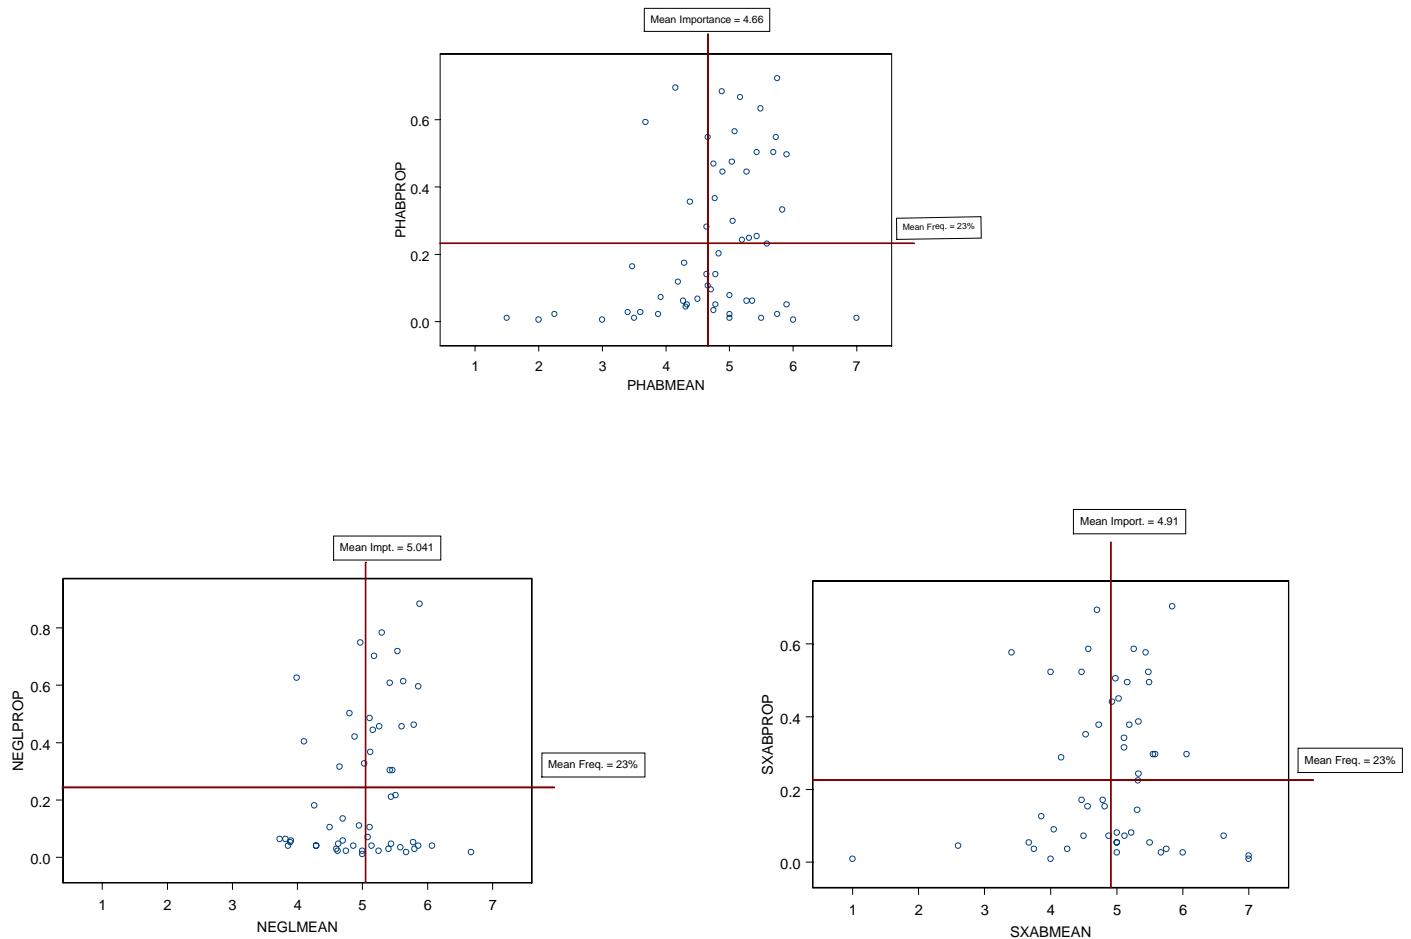 Mean Importance = 4.66
PHABPROP
0.6
0.4
0.2
0.0
Mean Freq. = 23%
1 2 3 4 5 6 7
PHABMEAN
Mean Impt. = 5.041
NEGLPROP
0.8
0.6
0.4
0.2
0.0
Mean Freq. = 23%
1 2 3 4 5 6 7
NEGLMEAN
Mean Import. = 4.91
SXABPROP
0.6
0.4
0.2
0.0
Mean Freq. = 23%
1 2 3 4 5 6 7
SXABMEAN